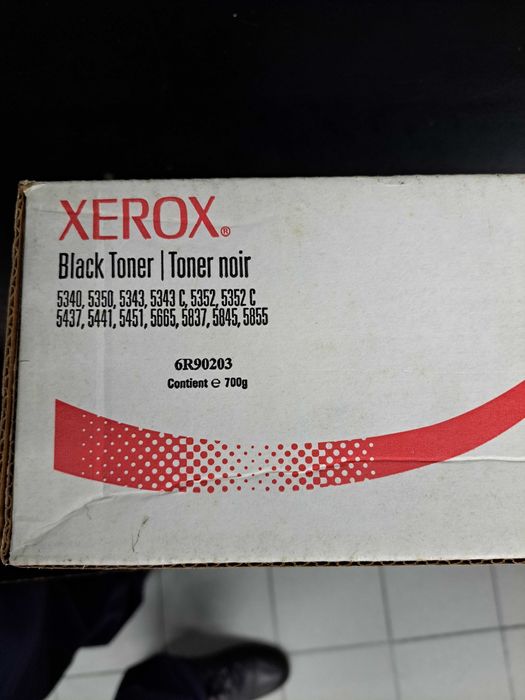 XEROX®
Black Toner | Toner noir
5340, 5350, 5343, 5343 C, 5352, 5352 C
5437, 5441, 5451, 5665, 5837, 5845, 5855
6R90203
Contient ℮ 700g